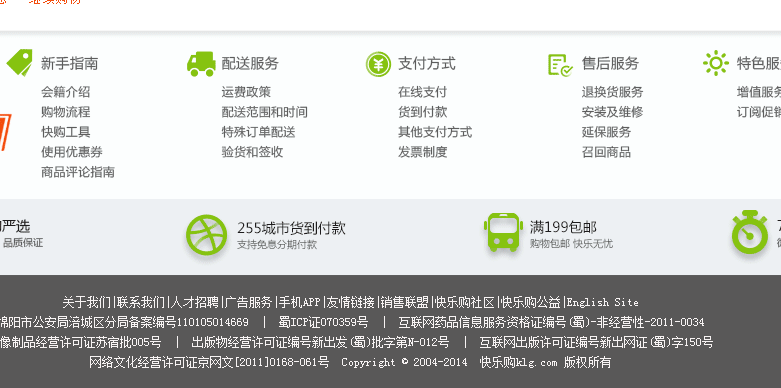 继续购物
新手指南
会籍介绍
购物流程
快购工具
使用优惠券
商品评论指南
配送服务
运费政策
配送范围和时间
特殊订单配送
验货和签收
支付方式
在线支付
货到付款
其他支付方式
发票制度
售后服务
退换货服务
安装及维修
延保服务
召回商品
特色服
增值服务
订阅促销
严选
品质保证
255城市货到付款
支持免息分期付款
满199包邮
购物包邮 快乐无忧
关于我们|联系我们|人才招聘|广告服务|手机APP|友情链接|销售联盟|快乐购社区|快乐购公益|English Site
绵阳市公安局涪城区分局备案编号110105014669 | 蜀ICP证070359号 | 互联网药品信息服务资格证编号(蜀)-非经营性-2011-0034
像制品经营许可证苏宿批005号 | 出版物经营许可证编号新出发(蜀)批字第N-012号 | 互联网出版许可证编号新出网证(蜀)字150号
网络文化经营许可证京网文[2011]0168-061号 Copyright © 2004-2014 快乐购klg.com 版权所有